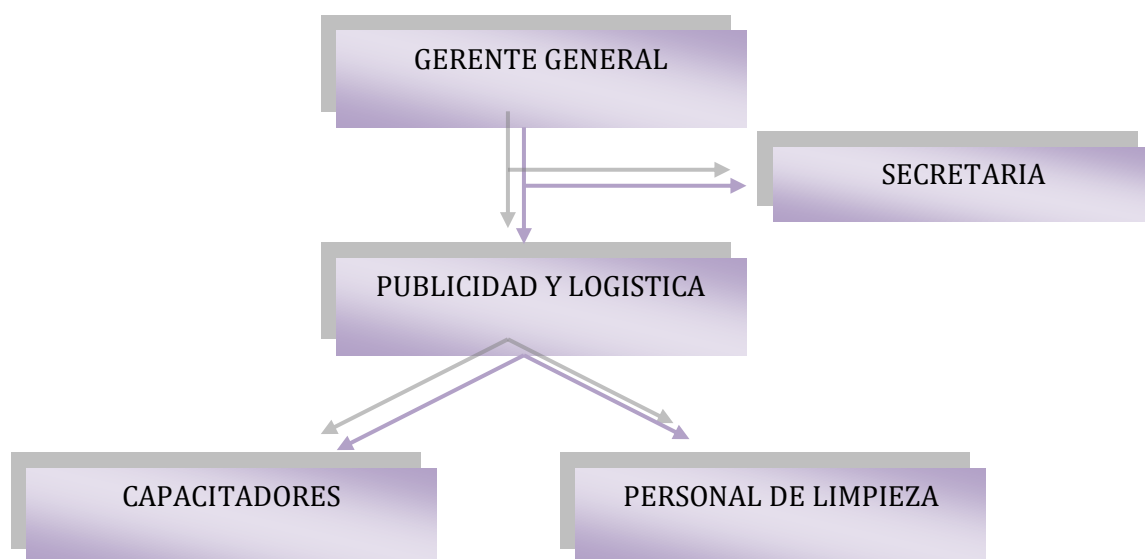 GERENTE GENERAL
SECRETARIA
PUBLICIDAD Y LOGISTICA
CAPACITADORES
PERSONAL DE LIMPIEZA